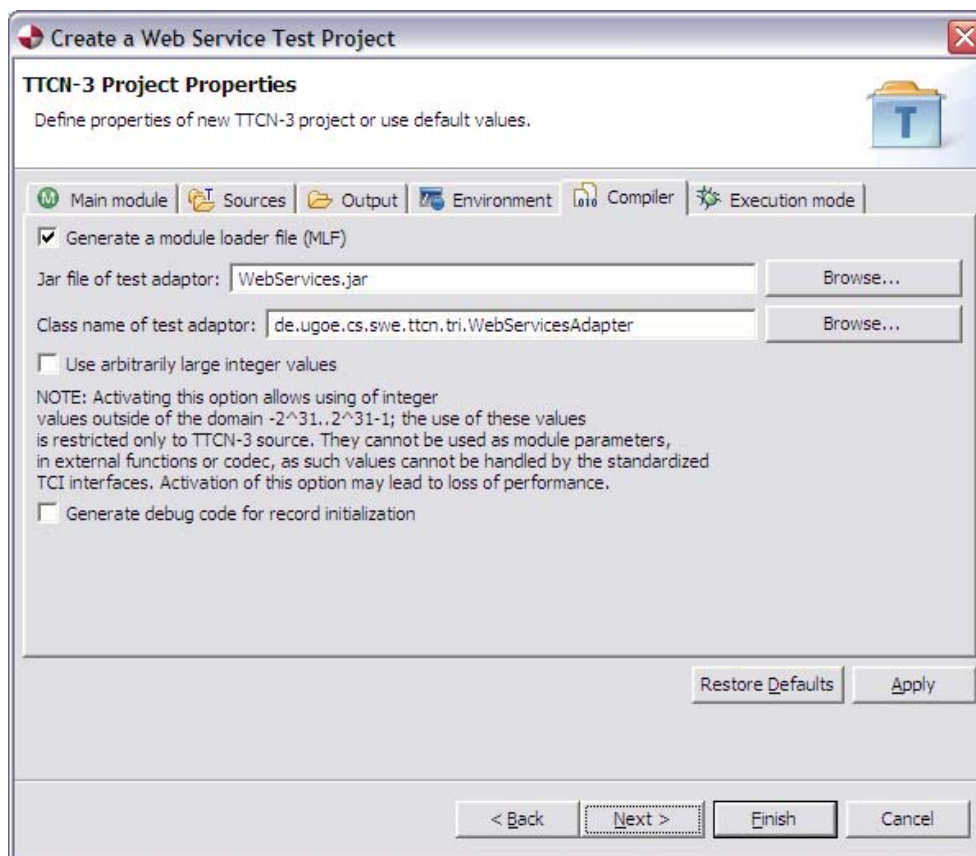 Create a Web Service Test Project
TTCN-3 Project Properties
Define properties of new TTCN-3 project or use default values.
T
M Main module T Sources Output Environment 010 Compiler Execution mode
Generate a module loader file (MLF)
Jar file of test adaptor: WebServices.jar Browse...
Class name of test adaptor: de.ugoe.cs.swe.ttcn.tri.WebServicesAdapter Browse...
Use arbitrarily large integer values
NOTE: Activating this option allows using of integer
values outside of the domain -2^31..2^31-1; the use of these values
is restricted only to TTCN-3 source. They cannot be used as module parameters,
in external functions or codec, as such values cannot be handled by the standardized
TCI interfaces. Activation of this option may lead to loss of performance.
Generate debug code for record initialization
Restore Defaults Apply
< Back Next > Finish Cancel